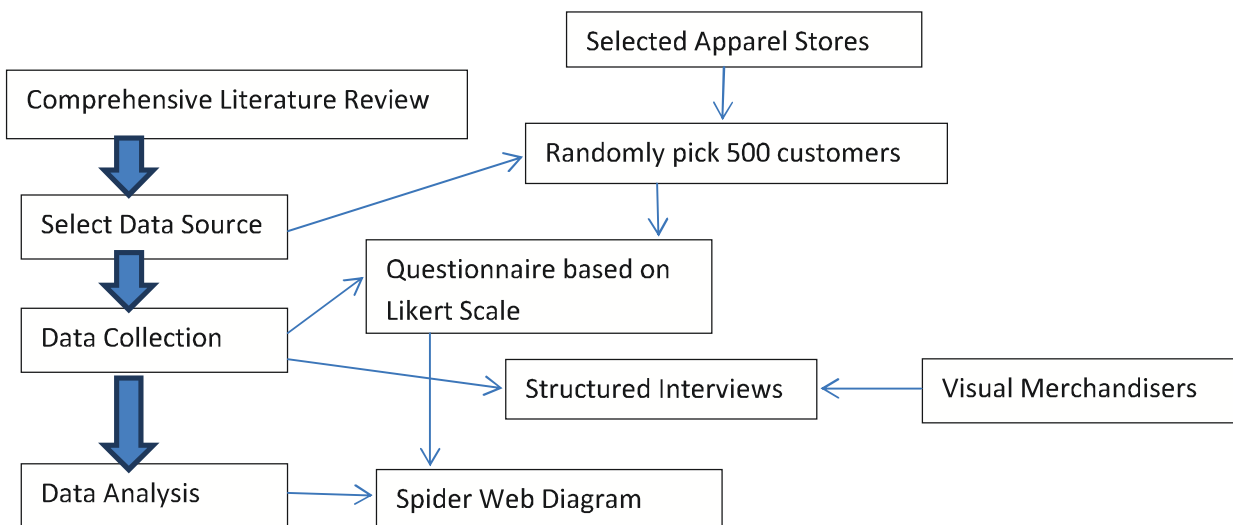 Selected Apparel Stores
Comprehensive Literature Review
Randomly pick 500 customers
Select Data Source
Questionnaire based on
Likert Scale
Data Collection
Structured Interviews
Visual Merchandisers
Data Analysis
Spider Web Diagram